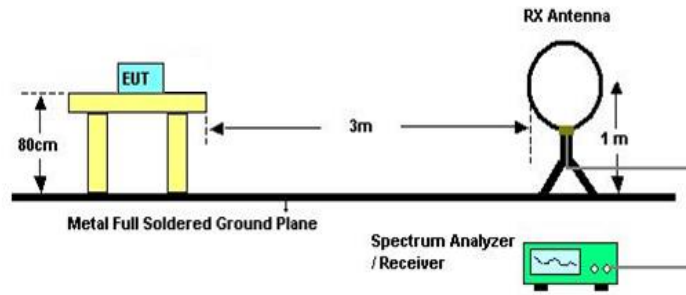 RX Antenna
EUT
80cm
3m
1 m
Metal Full Soldered Ground Plane
Spectrum Analyzer
/ Receiver